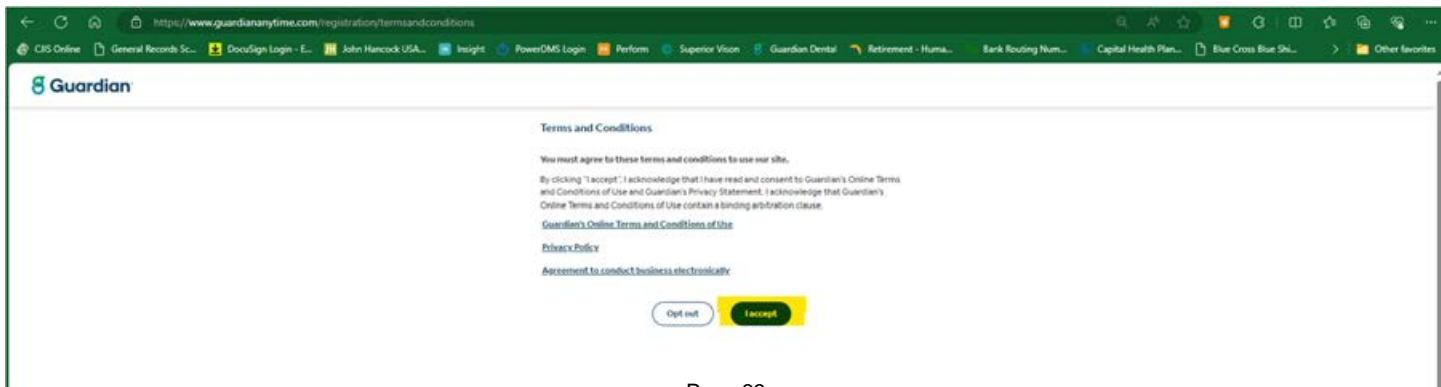 https://www.guardiananytime.com/registration/termsandconditions
CJIS Online General Records Sc... DocuSign Login - E... John Hancock USA... Insight PowerDMS Login Perform Superior Vison Guardian Dental Retirement - Huma... Bank Routing Num... Capital Health Plan... Blue Cross Blue Shi... Other favorites
Guardian
Terms and Conditions
You must agree to these terms and conditions to use our site.
By clicking "I accept", I acknowledge that I have read and consent to Guardian's Online Terms
and Conditions of Use and Guardian's Privacy Statement. I acknowledge that Guardian's
Online Terms and Conditions of Use contain a binding arbitration clause.
Guardian's Online Terms and Conditions of Use
Privacy Policy
Agreement to conduct business electronically
Opt out I accept